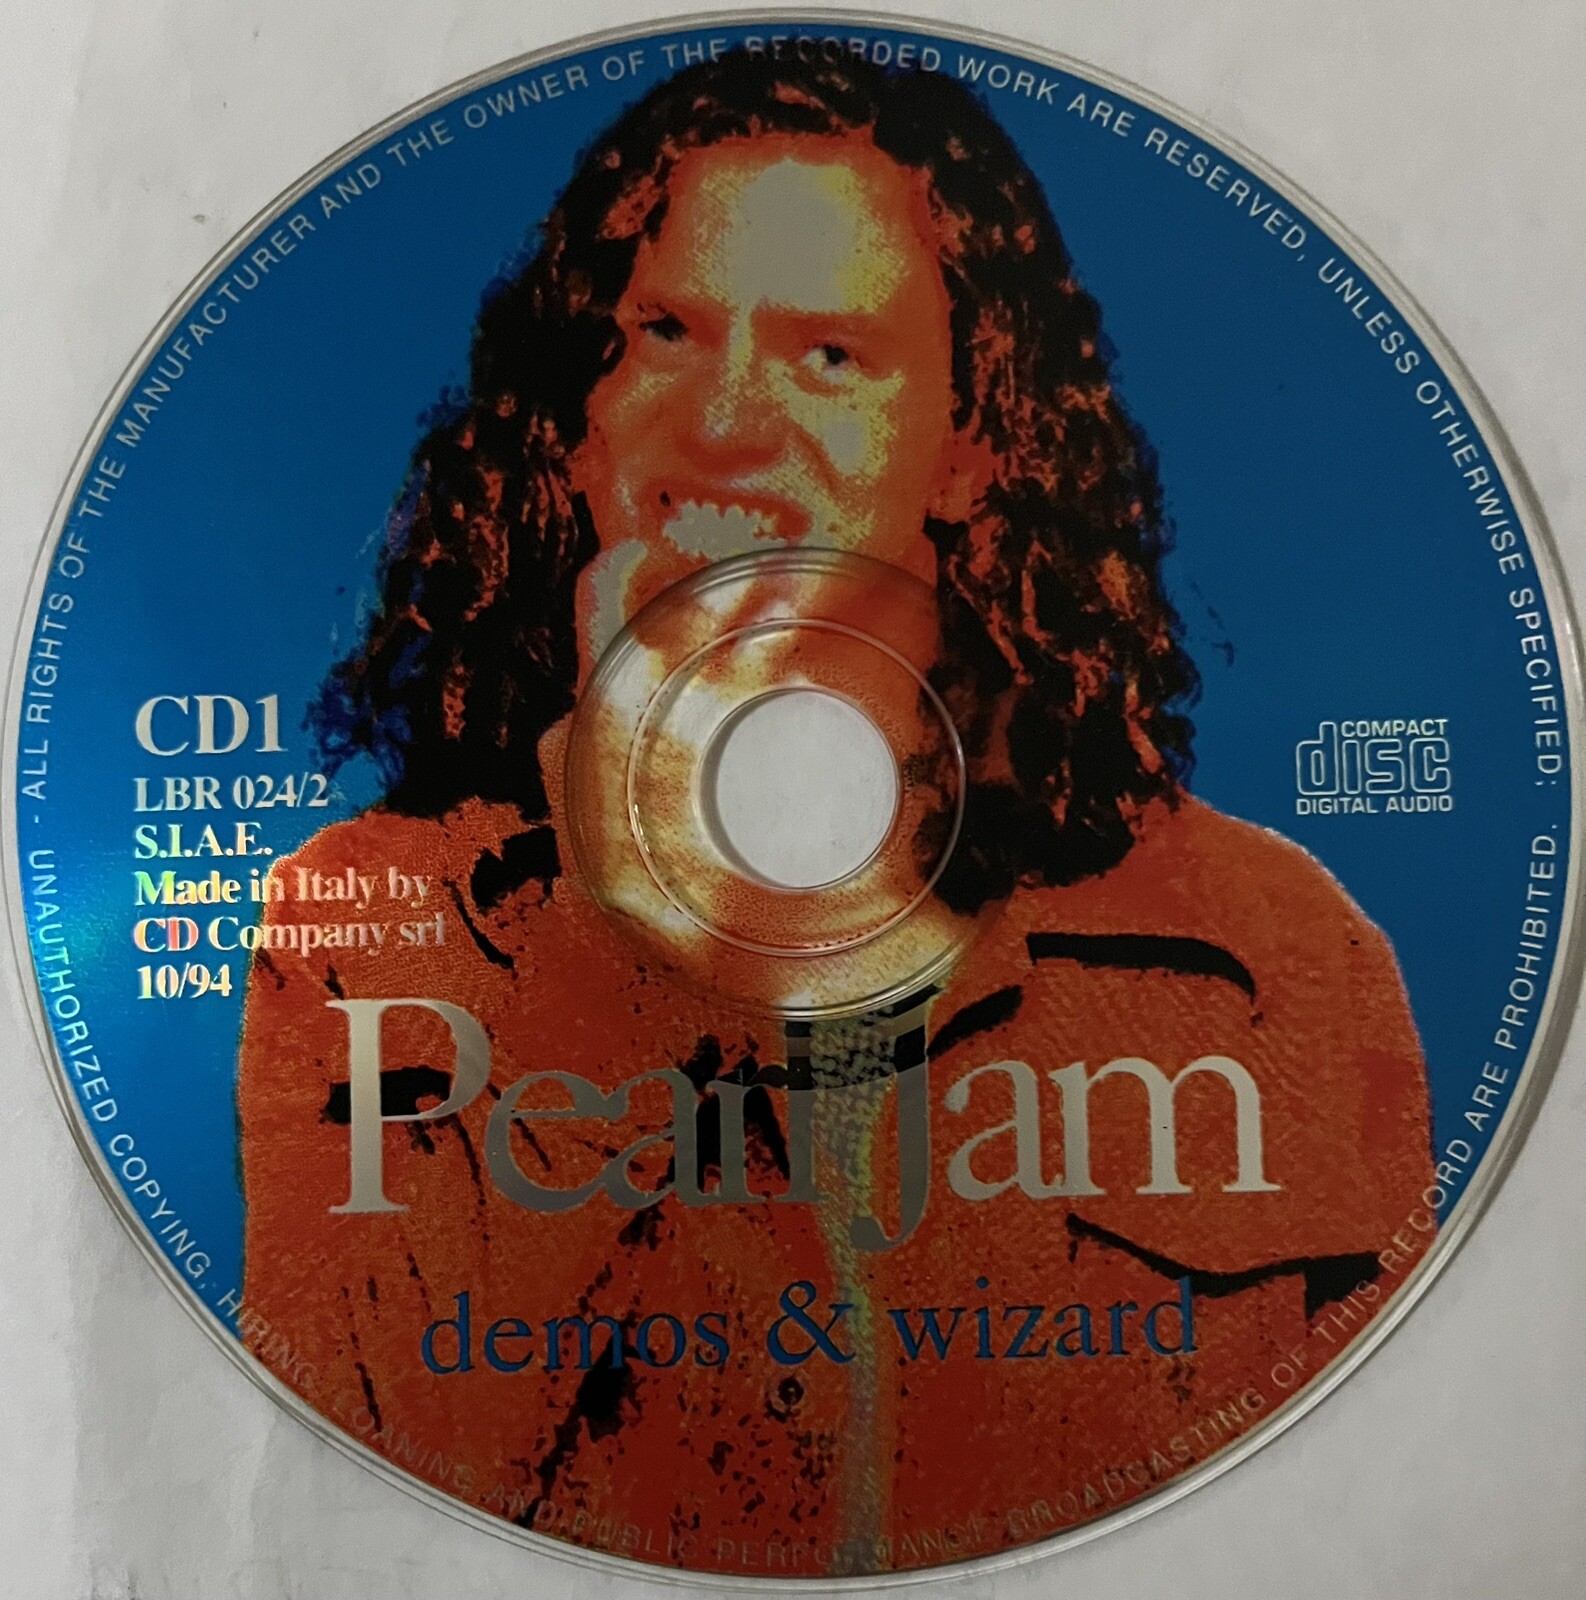 - ALL RIGHTS OF THE MANUFACTURER AND THE OWNER OF THE RECORDED WORK ARE RESERVED, UNLESS OTHERWISE SPECIFIED;
UNAUTHORIZED COPYING, HIRING, LOANING AND PUBLIC PERFORMANCE BROADCASTING OF THIS RECORD ARE PROHIBITED.
CD1
LBR 024/2
S.I.A.E.
Made in Italy by
CD Company srl
10/94
COMPACT
disc
DIGITAL AUDIO
Pearl Jam
demos & wizard